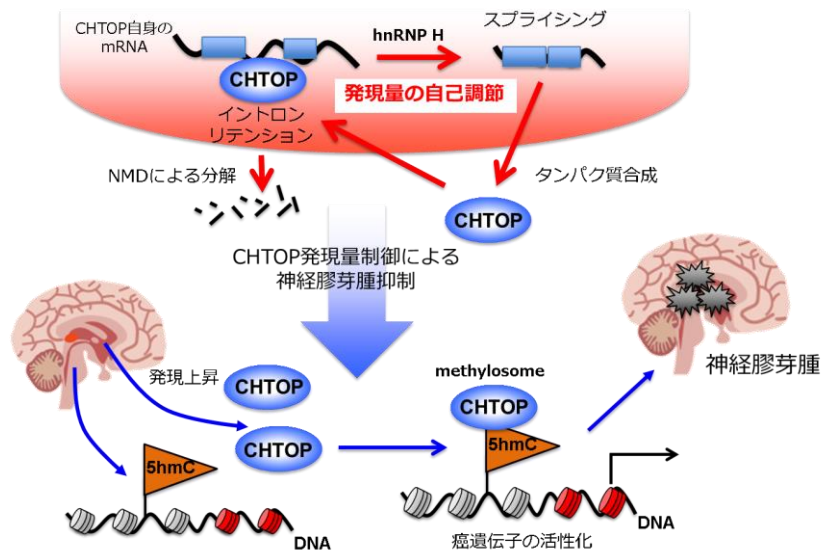 CHTOP自身の
mRNA
hnRNP H
スプライシング
CHTOP
発現量の自己調節
イントロン
リテンション
NMDによる分解
タンパク質合成
CHTOP
CHTOP発現量制御による
神経膠芽腫抑制
発現上昇
CHTOP
CHTOP
5hmC
DNA
methylosome
CHTOP
5hmC
DNA
癌遺伝子の活性化
神経膠芽腫